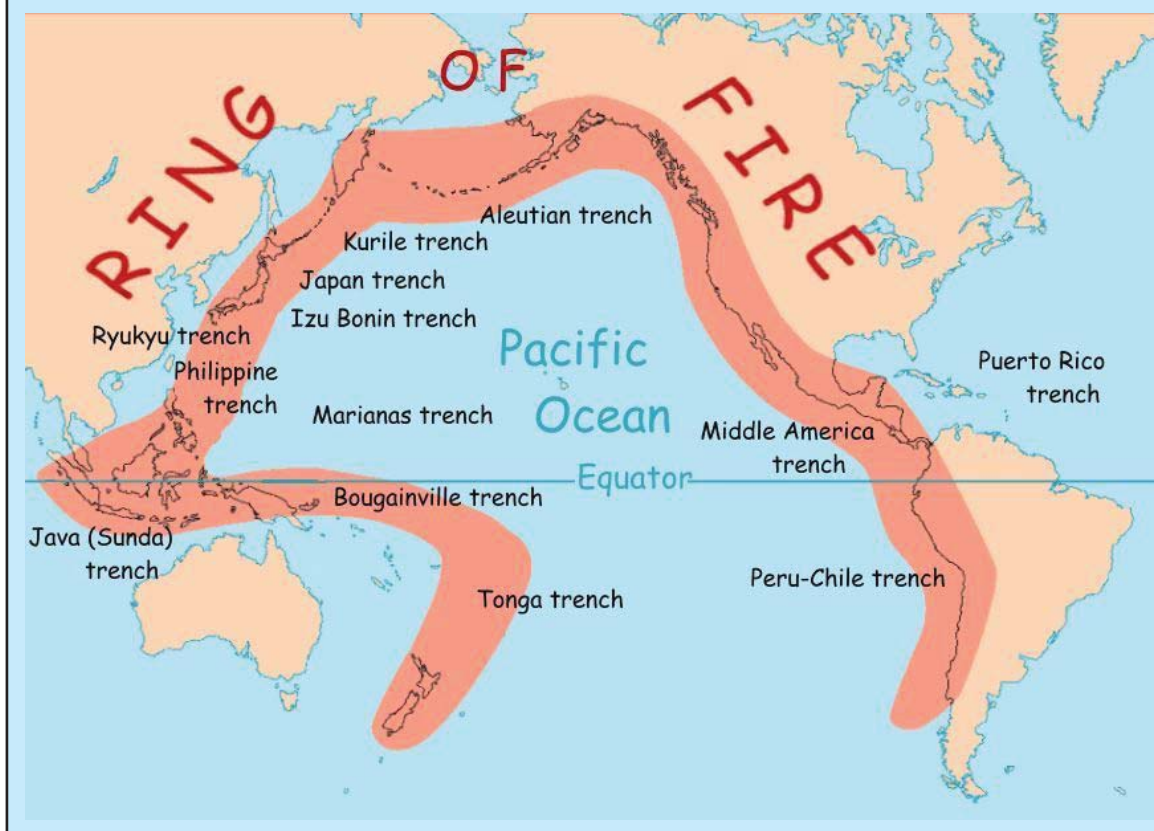 RING OF FIRE
Aleutian trench
Kurile trench
Japan trench
Izu Bonin trench
Ryukyu trench
Philippine
trench
Marianas trench
Pacific
Ocean
Equator
Puerto Rico
trench
Middle America
trench
Bougainville trench
Java (Sunda)
trench
Tonga trench
Peru-Chile trench